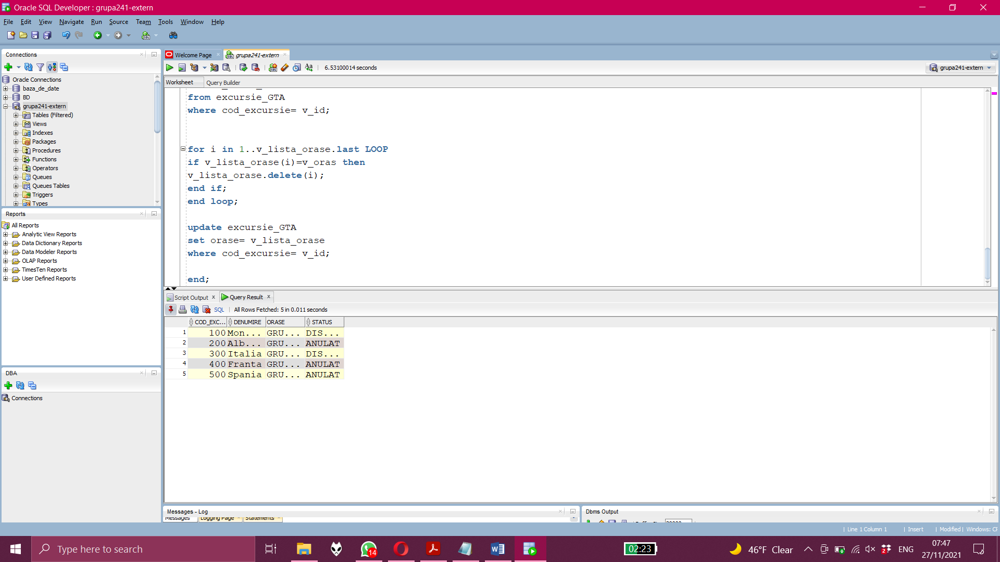 Oracle SQL Developer : grupa241-extern
File Edit View Navigate Run Source Team Tools Window Help
Connections
Oracle Connections
baza_de_date
BD
grupa241-extern
Tables (Filtered)
Views
Indexes
Packages
Procedures
Functions
Operators
Queues
Queues Tables
Triggers
Types
Reports
All Reports
Analytic View Reports
Data Dictionary Reports
Data Modeler Reports
OLAP Reports
TimesTen Reports
User Defined Reports
DBA
Connections
Welcome Page
grupa241-extern
6.53100014 seconds
grupa241-extern
Worksheet Query Builder
from excursie_GTA
where cod_excursie= v_id;
for i in 1..v_lista_orase.last LOOP
if v_lista_orase(i)=v_oras then
v_lista_orase.delete(i);
end if;
end loop;
update excursie_GTA
set orase= v_lista_orase
where cod_excursie= v_id;
end;
Script Output Query Result
SQL All Rows Fetched: 5 in 0.011 seconds
COD_EXC... DENUMIRE ORASE STATUS
1 100 Mon... GRU... DIS...
2 200 Alb... GRU... ANULAT
3 300 Italia GRU... DIS...
4 400 Franta GRU... ANULAT
5 500 Spania GRU... ANULAT
Messages - Log
Messages Logging Page Statements
Dbms Output
Line 1 Column 1 Insert Modified Windows:
Type here to search
14
02:23
46°F Clear
2
ENG
07:47
27/11/2021